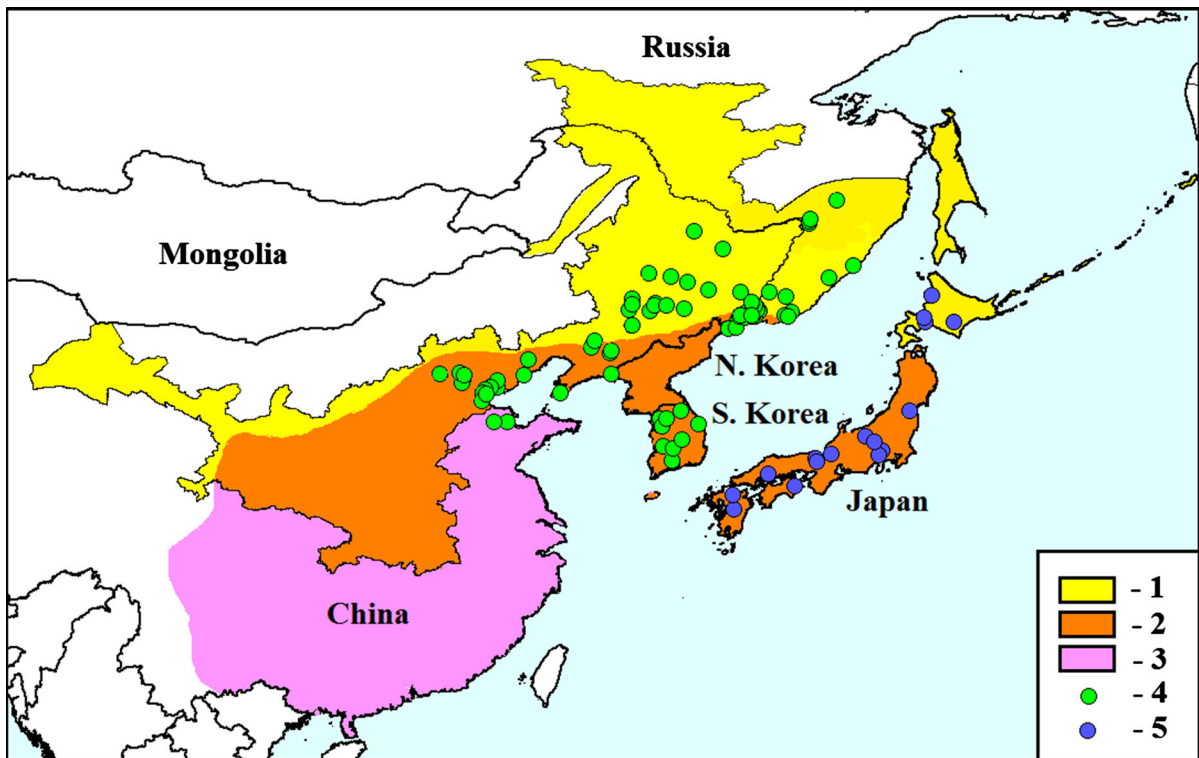 Russia
Mongolia
N. Korea
S. Korea
Japan
China
- 1
- 2
- 3
- 4
- 5